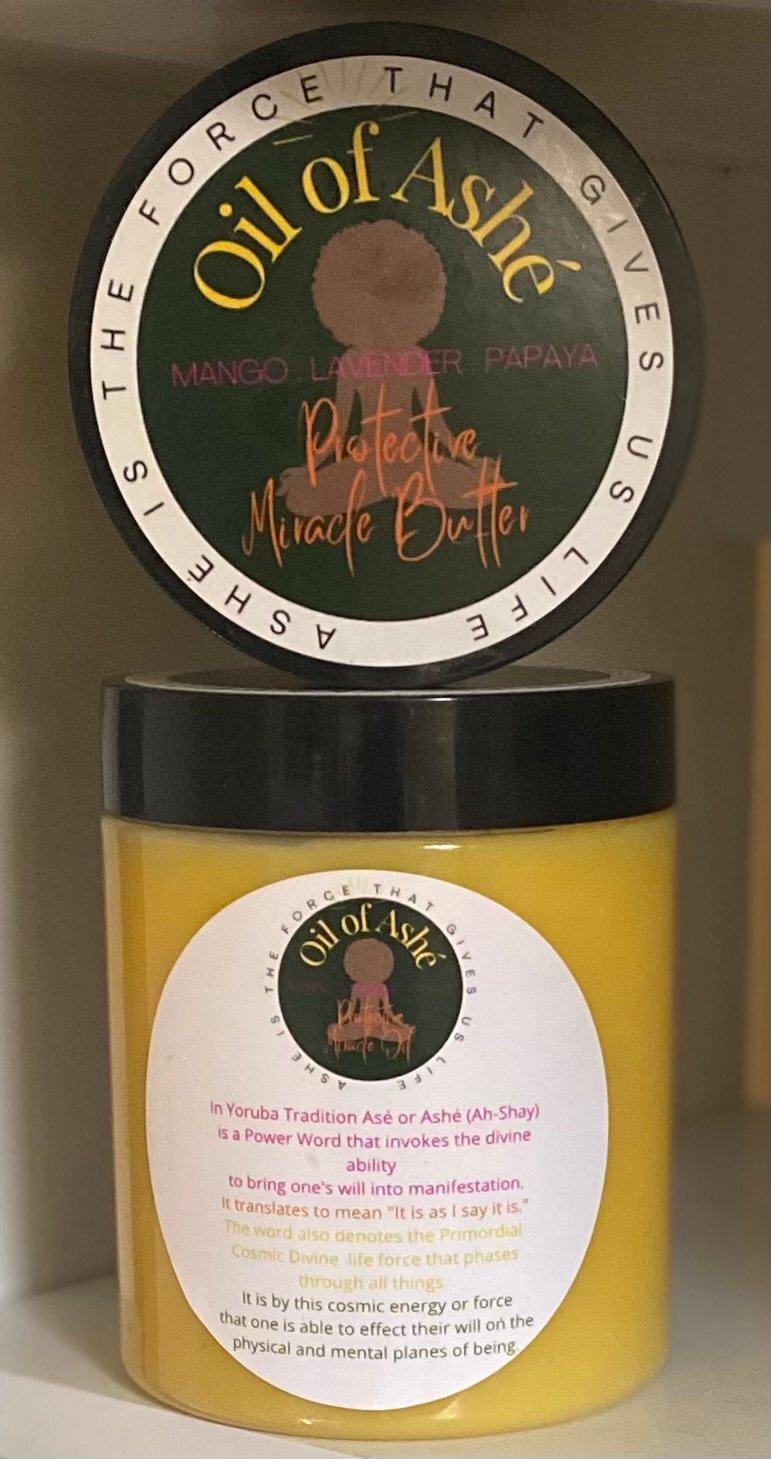 ASHÉ IS THE FORCE THAT GIVES US LIFE
Oil of Ashé
MANGO . LAVENDER . PAPAYA
Protective
Miracle Butter
ASHÉ IS THE FORCE THAT GIVES US LIFE
Oil of Ashé
Protective
Miracle
In Yoruba Tradition Asé or Ashé (Ah-Shay)
is a Power Word that invokes the divine
ability
to bring one's will into manifestation.
It translates to mean "It is as I say it is."
The word also denotes the Primordial
Cosmic Divine life force that phases
through all things.
It is by this cosmic energy or force
that one is able to effect their will on the
physical and mental planes of being.